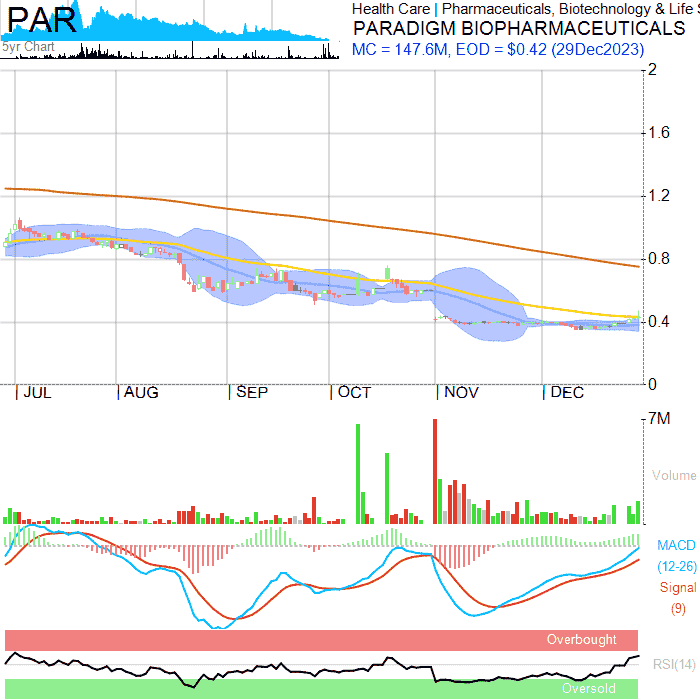 PAR
5yr Chart
Health Care | Pharmaceuticals, Biotechnology & Life S
PARADIGM BIOPHARMACEUTICALS
MC = 147.6M, EOD = $0.42 (29Dec2023)
2
1.6
1.2
0.8
0.4
0
JUL AUG SEP OCT NOV DEC
7M
Volume
MACD
(12-26)
Signal
(9)
Overbought
RSI(14)
Oversold